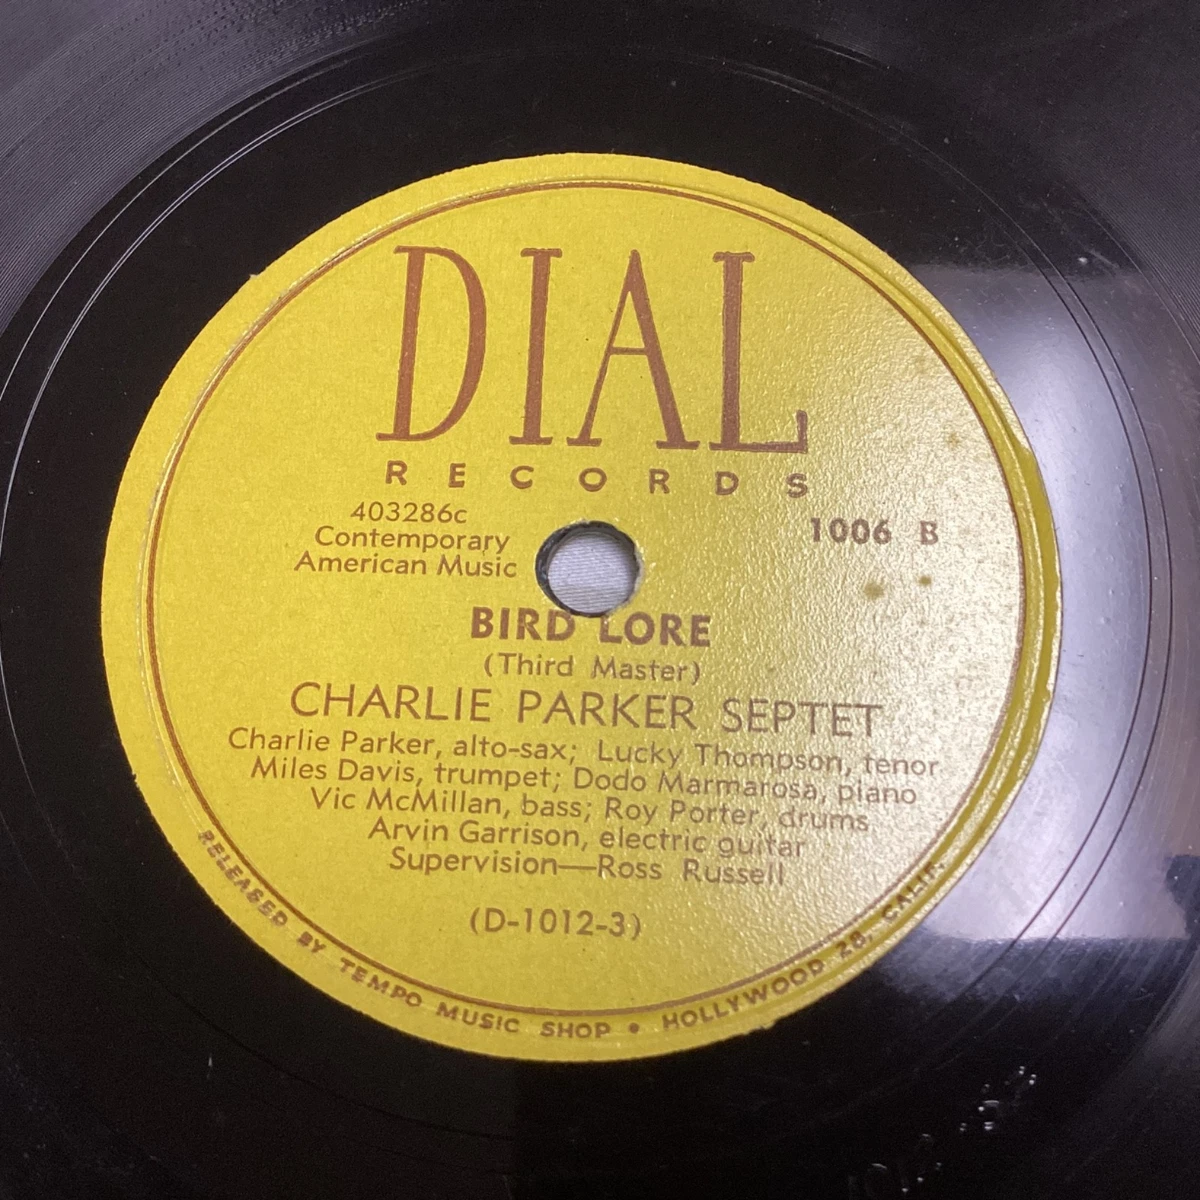 DIAL
RECORDS
403286c
Contemporary
American Music
1006 B
BIRD LORE
(Third Master)
CHARLIE PARKER SEPTET
Charlie Parker, alto-sax; Lucky Thompson, tenor
Miles Davis, trumpet; Dodo Marmarosa, piano
Vic McMillan, bass; Roy Porter, drums
Arvin Garrison, electric guitar
Supervision—Ross Russell
(D-1012-3)
RELEASED BY TEMPO MUSIC SHOP • HOLLYWOOD 28, CALIF.